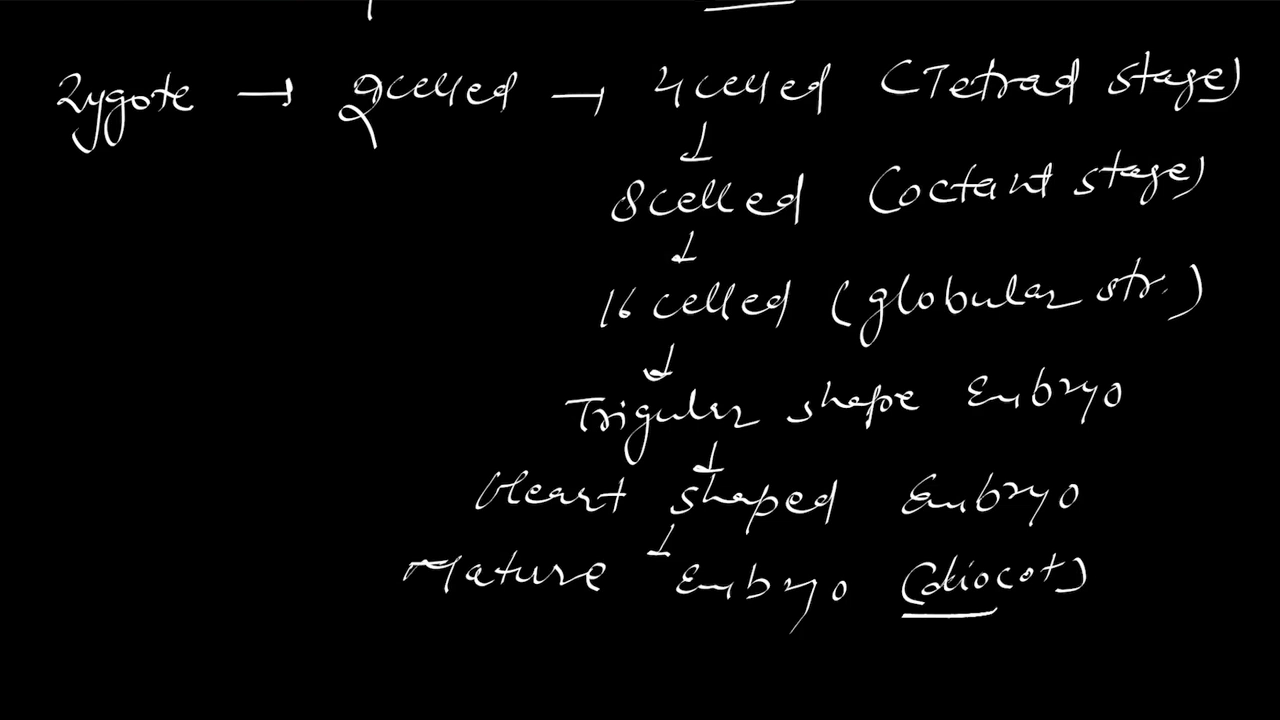 Zygote → 2celled → 4celled (Tetrad stage)
↓
8celled (octant stage)
↓
16 celled (globular str.)
↓
Trigular shape Embryo
↓
Heart shaped Embryo
↓
Mature Embryo (diocot)